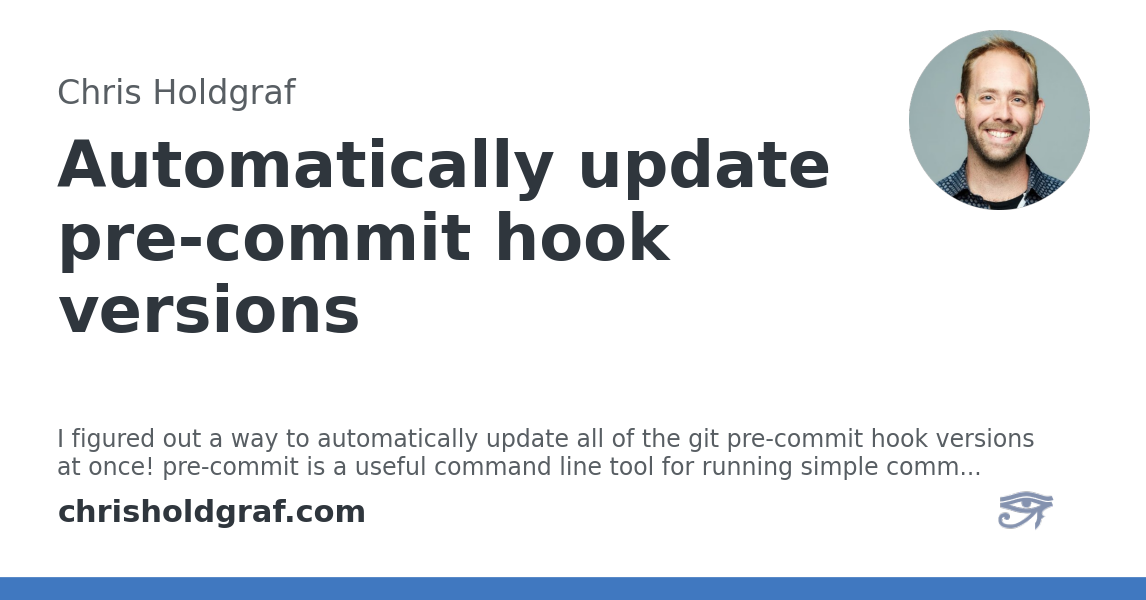 Chris Holdgraf
Automatically update
pre-commit hook
versions
I figured out a way to automatically update all of the git pre-commit hook versions
at once! pre-commit is a useful command line tool for running simple comm...
chrisholdgraf.com